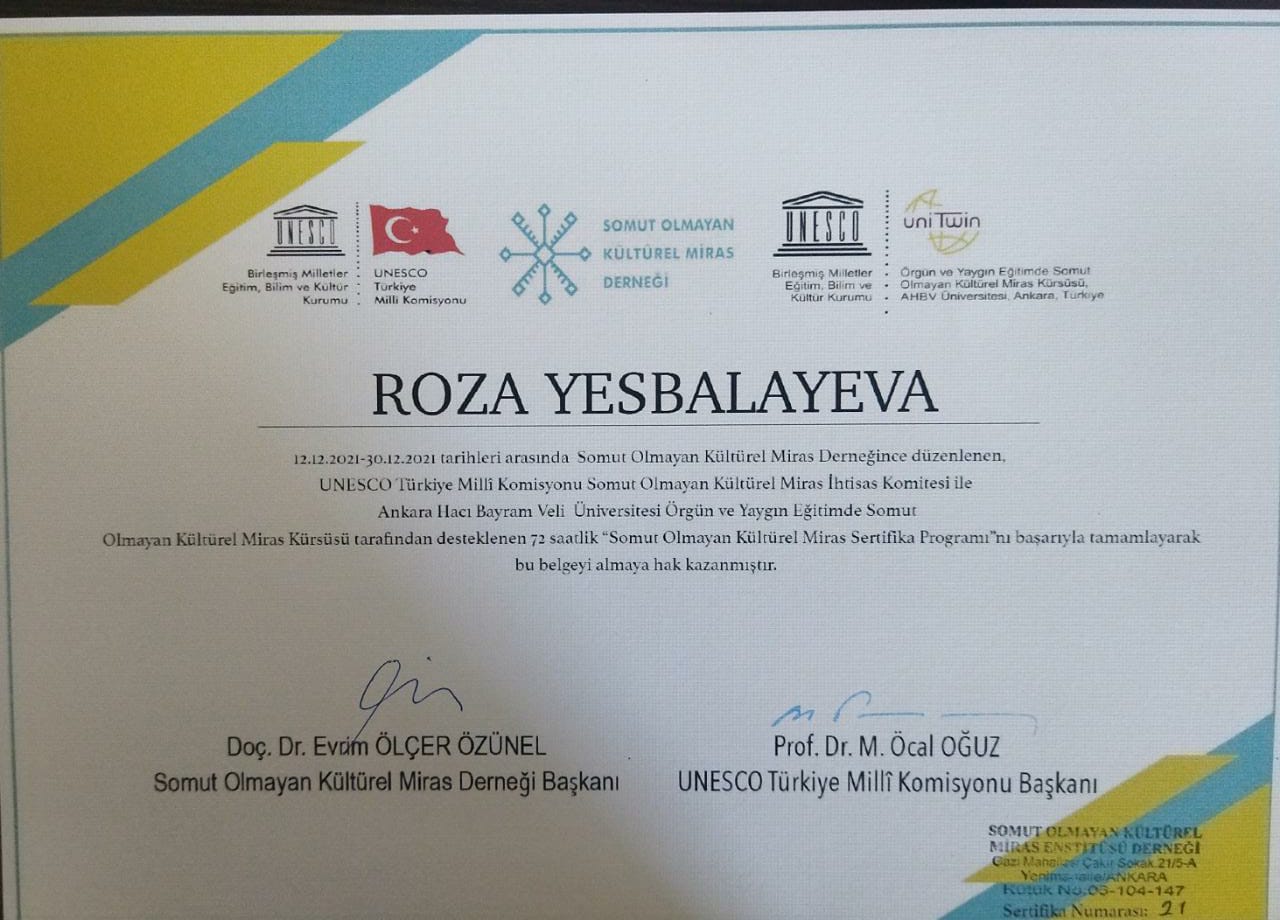 UNESCO
Birleşmiş Milletler
Eğitim, Bilim ve Kültür
Kurumu
UNESCO
Türkiye
Millî Komisyonu
SOMUT OLMAYAN
KÜLTÜREL MİRAS
DERNEĞİ
UNESCO
Birleşmiş Milletler
Eğitim, Bilim ve
Kültür Kurumu
uniTwin
Örgün ve Yaygın Eğitimde Somut
Olmayan Kültürel Miras Kürsüsü,
AHBV Üniversitesi, Ankara, Türkiye
ROZA YESBALAYEVA
12.12.2021-30.12.2021 tarihleri arasında Somut Olmayan Kültürel Miras Derneğince düzenlenen,
UNESCO Türkiye Millî Komisyonu Somut Olmayan Kültürel Miras İhtisas Komitesi ile
Ankara Hacı Bayram Veli Üniversitesi Örgün ve Yaygın Eğitimde Somut
Olmayan Kültürel Miras Kürsüsü tarafından desteklenen 72 saatlik “Somut Olmayan Kültürel Miras Sertifika Programı”nı başarıyla tamamlayarak
bu belgeyi almaya hak kazanmıştır.
Doç. Dr. Evrim ÖLÇER ÖZÜNEL
Somut Olmayan Kültürel Miras Derneği Başkanı
Prof. Dr. M. Öcal OĞUZ
UNESCO Türkiye Millî Komisyonu Başkanı
SOMUT OLMAYAN KÜLTÜREL
MİRAS ENSTİTÜSÜ DERNEĞİ
Gazi Mahallesi Çakır Sokak 21/5-A
Yenimahalle/ANKARA
Kütük No.06-104-147
Sertifika Numarası: 21